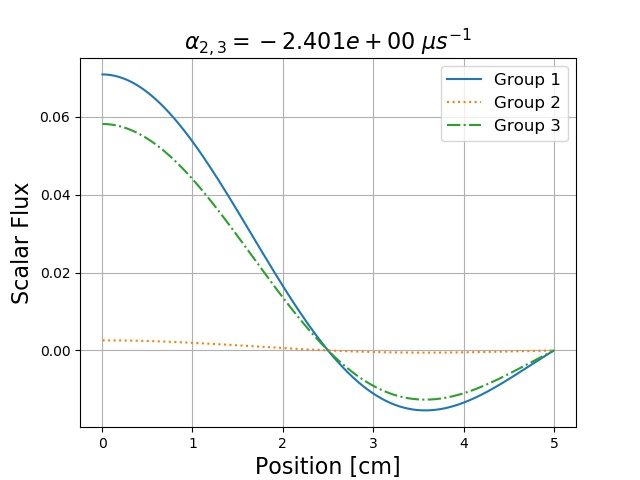 α₂,₃ = −2.401e + 00 μs⁻¹
Group 1
Group 2
Group 3
Scalar Flux
0.06
0.04
0.02
0.00
0 1 2 3 4 5
Position [cm]